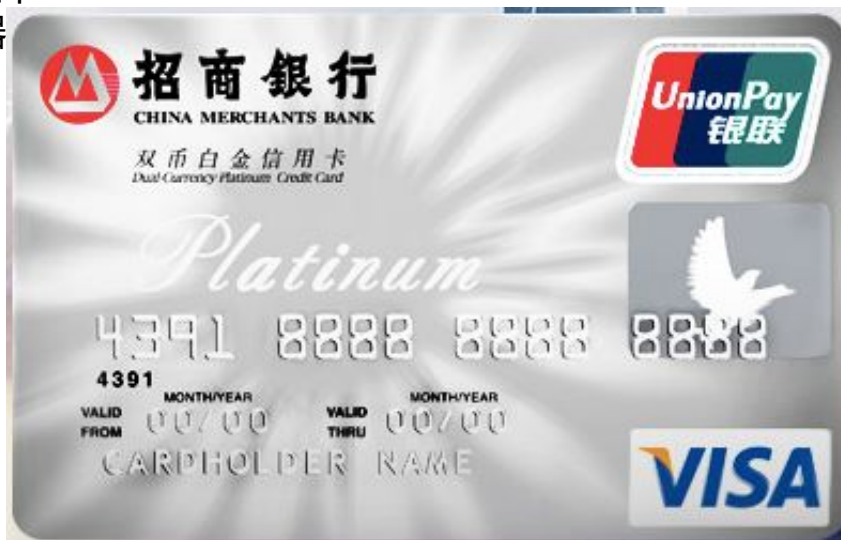 招商銀行
CHINA MERCHANTS BANK
双币白金信用卡
Dual-Currency Platinum Credit Card
UnionPay
银联
Platinum
4391 8888 8888 8888
4391
MONTH/YEAR MONTH/YEAR
VALID FROM 00/00 VALID THRU 00/00
CARDHOLDER NAME
VISA